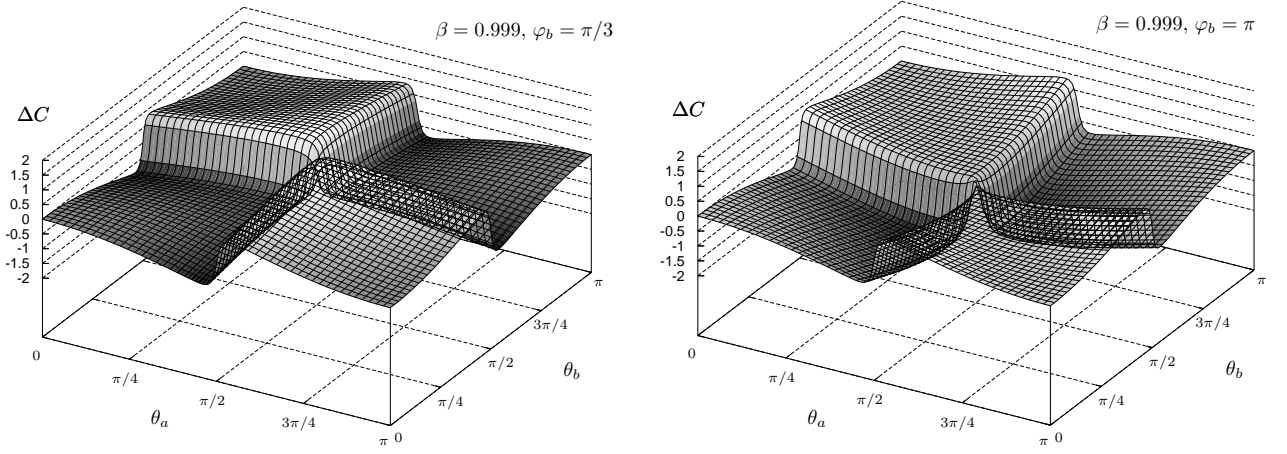 β = 0.999, φ_b = π/3
ΔC
2
1.5
1
0.5
0
-0.5
-1
-1.5
-2
0
π/4
π/2
3π/4
π
θ_a
0
π/4
π/2
3π/4
π
θ_b
β = 0.999, φ_b = π
ΔC
2
1.5
1
0.5
0
-0.5
-1
-1.5
-2
0
π/4
π/2
3π/4
π
θ_a
0
π/4
π/2
3π/4
π
θ_b